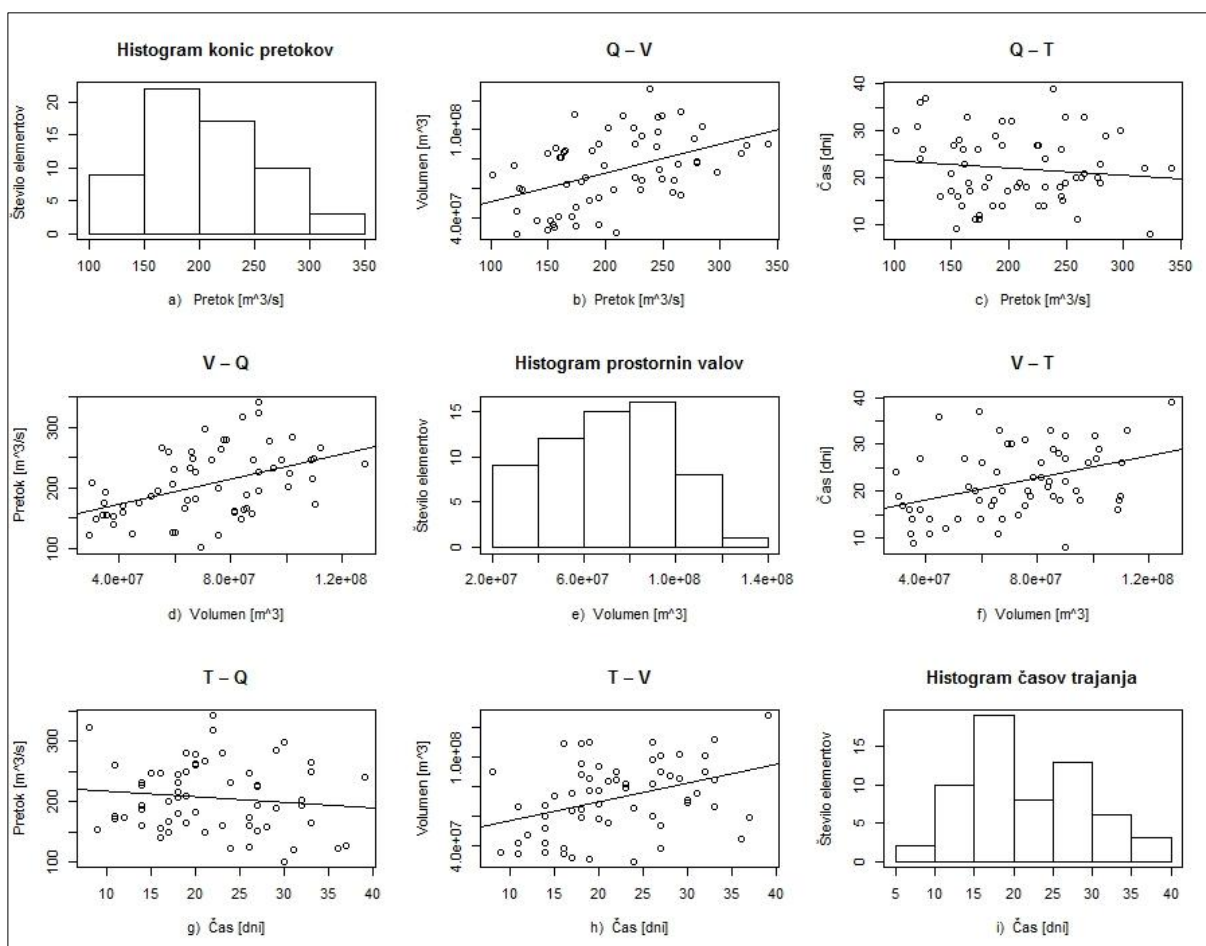 Histogram konic pretokov
Število elementov
0 5 10 15 20
100 150 200 250 300 350
a) Pretok [m^3/s]
Q – V
Volumen [m^3]
4.0e+07 1.0e+08
100 150 200 250 300 350
b) Pretok [m^3/s]
Q – T
Čas [dni]
10 20 30 40
100 150 200 250 300 350
c) Pretok [m^3/s]
V – Q
Pretok [m^3/s]
100 200 300
4.0e+07 8.0e+07 1.2e+08
d) Volumen [m^3]
Histogram prostornin valov
Število elementov
0 5 10 15
2.0e+07 6.0e+07 1.0e+08 1.4e+08
e) Volumen [m^3]
V – T
Čas [dni]
10 20 30 40
4.0e+07 8.0e+07 1.2e+08
f) Volumen [m^3]
T – Q
Pretok [m^3/s]
100 200 300
10 15 20 25 30 35 40
g) Čas [dni]
T – V
Volumen [m^3]
4.0e+07 1.0e+08
10 15 20 25 30 35 40
h) Čas [dni]
Histogram časov trajanja
Število elementov
0 5 10 15
5 10 20 30 40
i) Čas [dni]